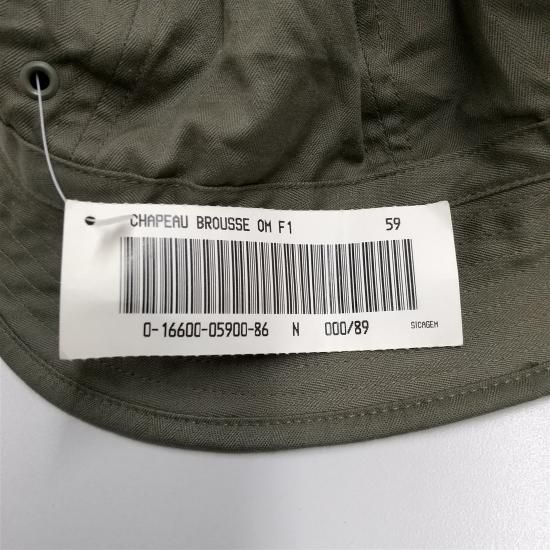 CHAPEAU BROUSSE OM F1 59
0-16600-05900-86 N 000/89 SICAGEM